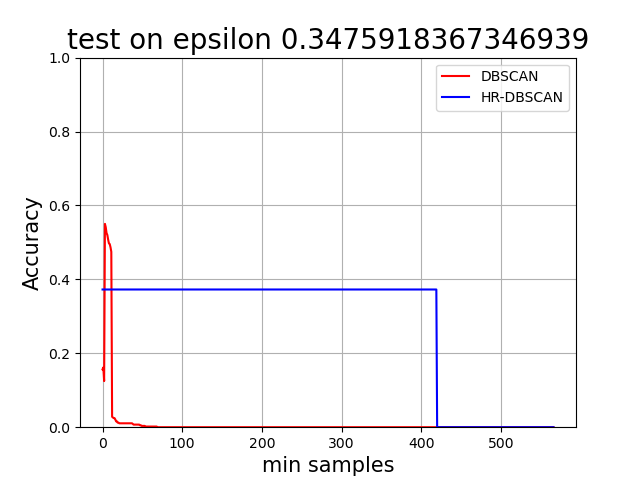 test on epsilon 0.3475918367346939
DBSCAN
HR-DBSCAN
Accuracy
1.0
0.8
0.6
0.4
0.2
0.0
0 100 200 300 400 500
min samples